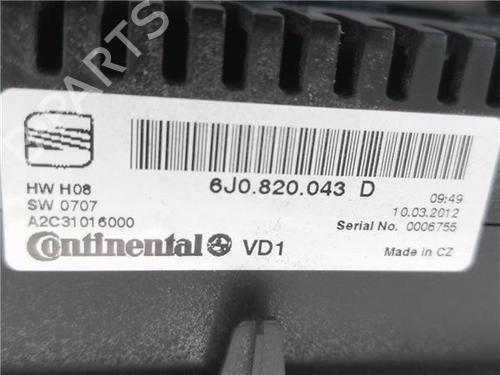 B-PARTS
6J0.820.043 D
HW H08
SW 0707
A2C31016000
09:49
10.03.2012
Serial No. 0006755
Continental VD1
Made in CZ